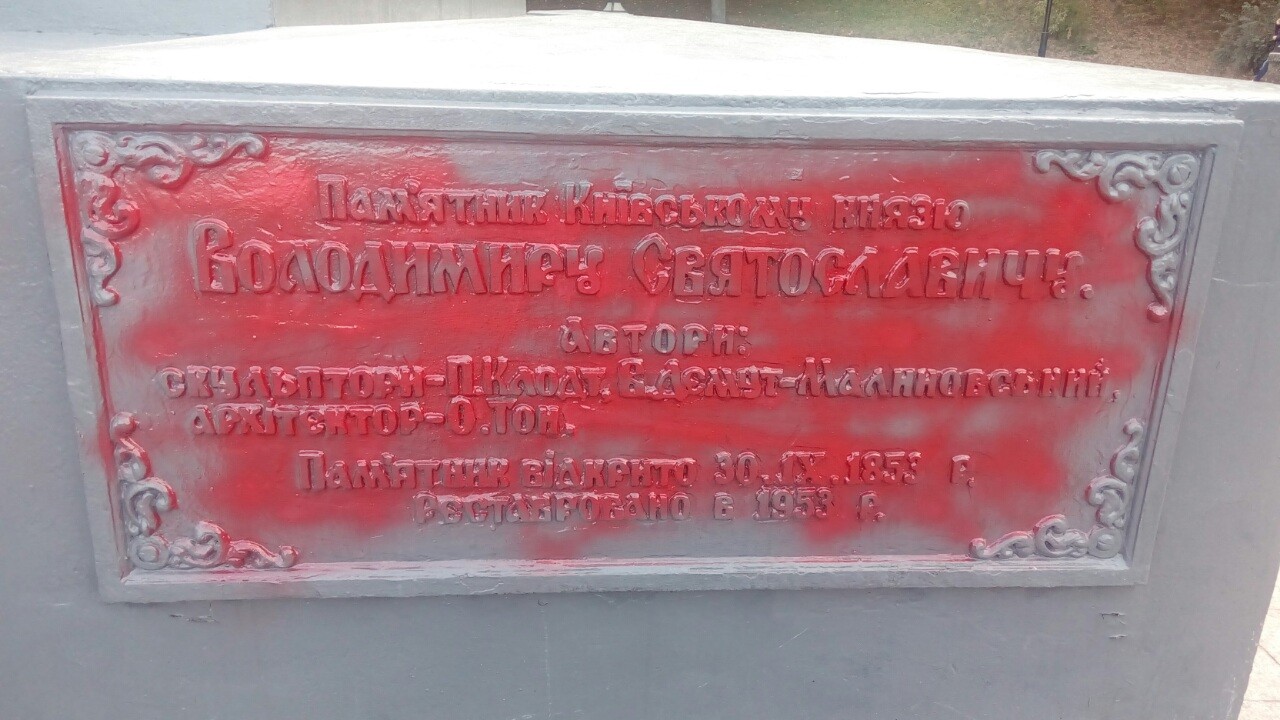 Пам'ятник Київському князю
Володимиру Святославичу.
Автори:
скульптори-П.Клодт, В.Демут-Малиновський,
архітектор-О.Тон.
Пам'ятник відкрито 30.IX.1853 р.
Реставровано в 1953 р.